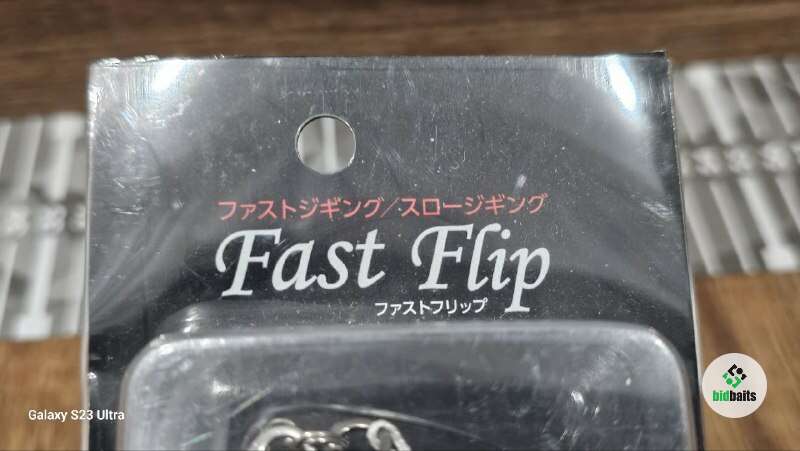 ファストジギング/スロージギング
Fast Flip
ファストフリップ
Galaxy S23 Ultra
bidbaits